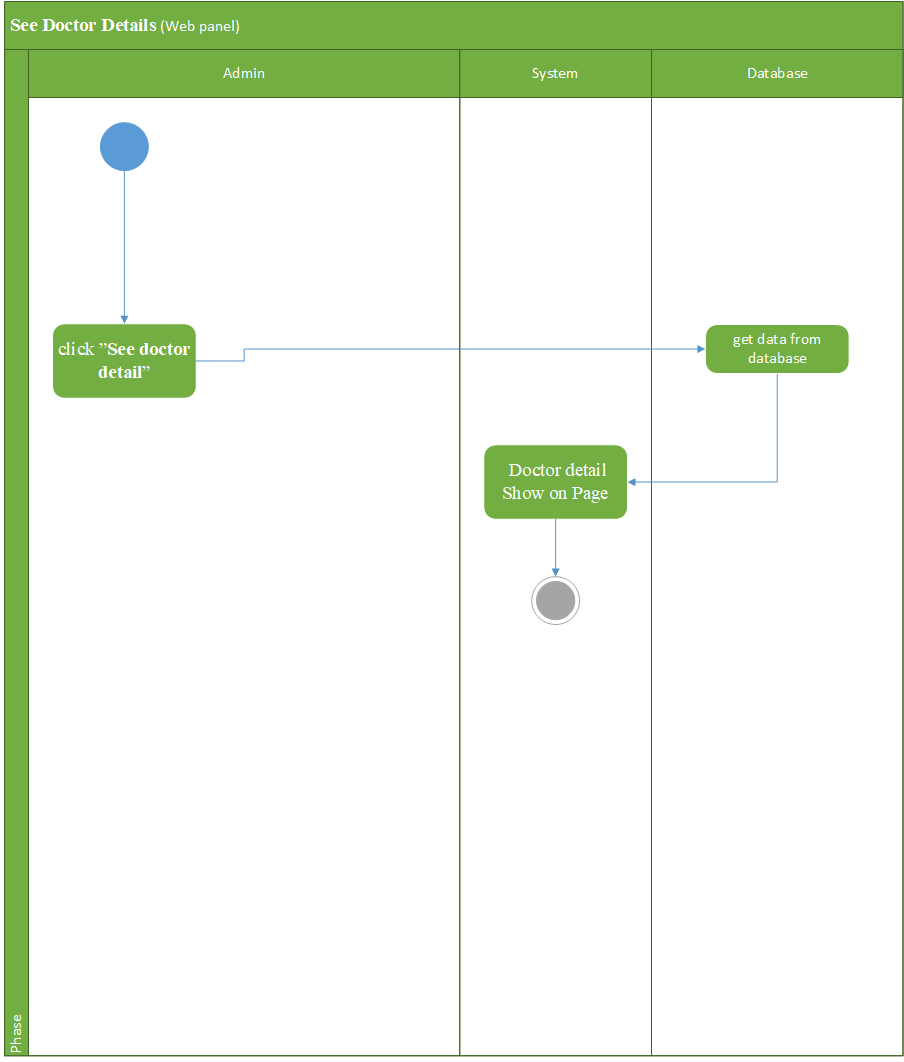 See Doctor Details (Web panel)
Admin
System
Database
click ”See doctor
detail”
get data from
database
Doctor detail
Show on Page
Phase